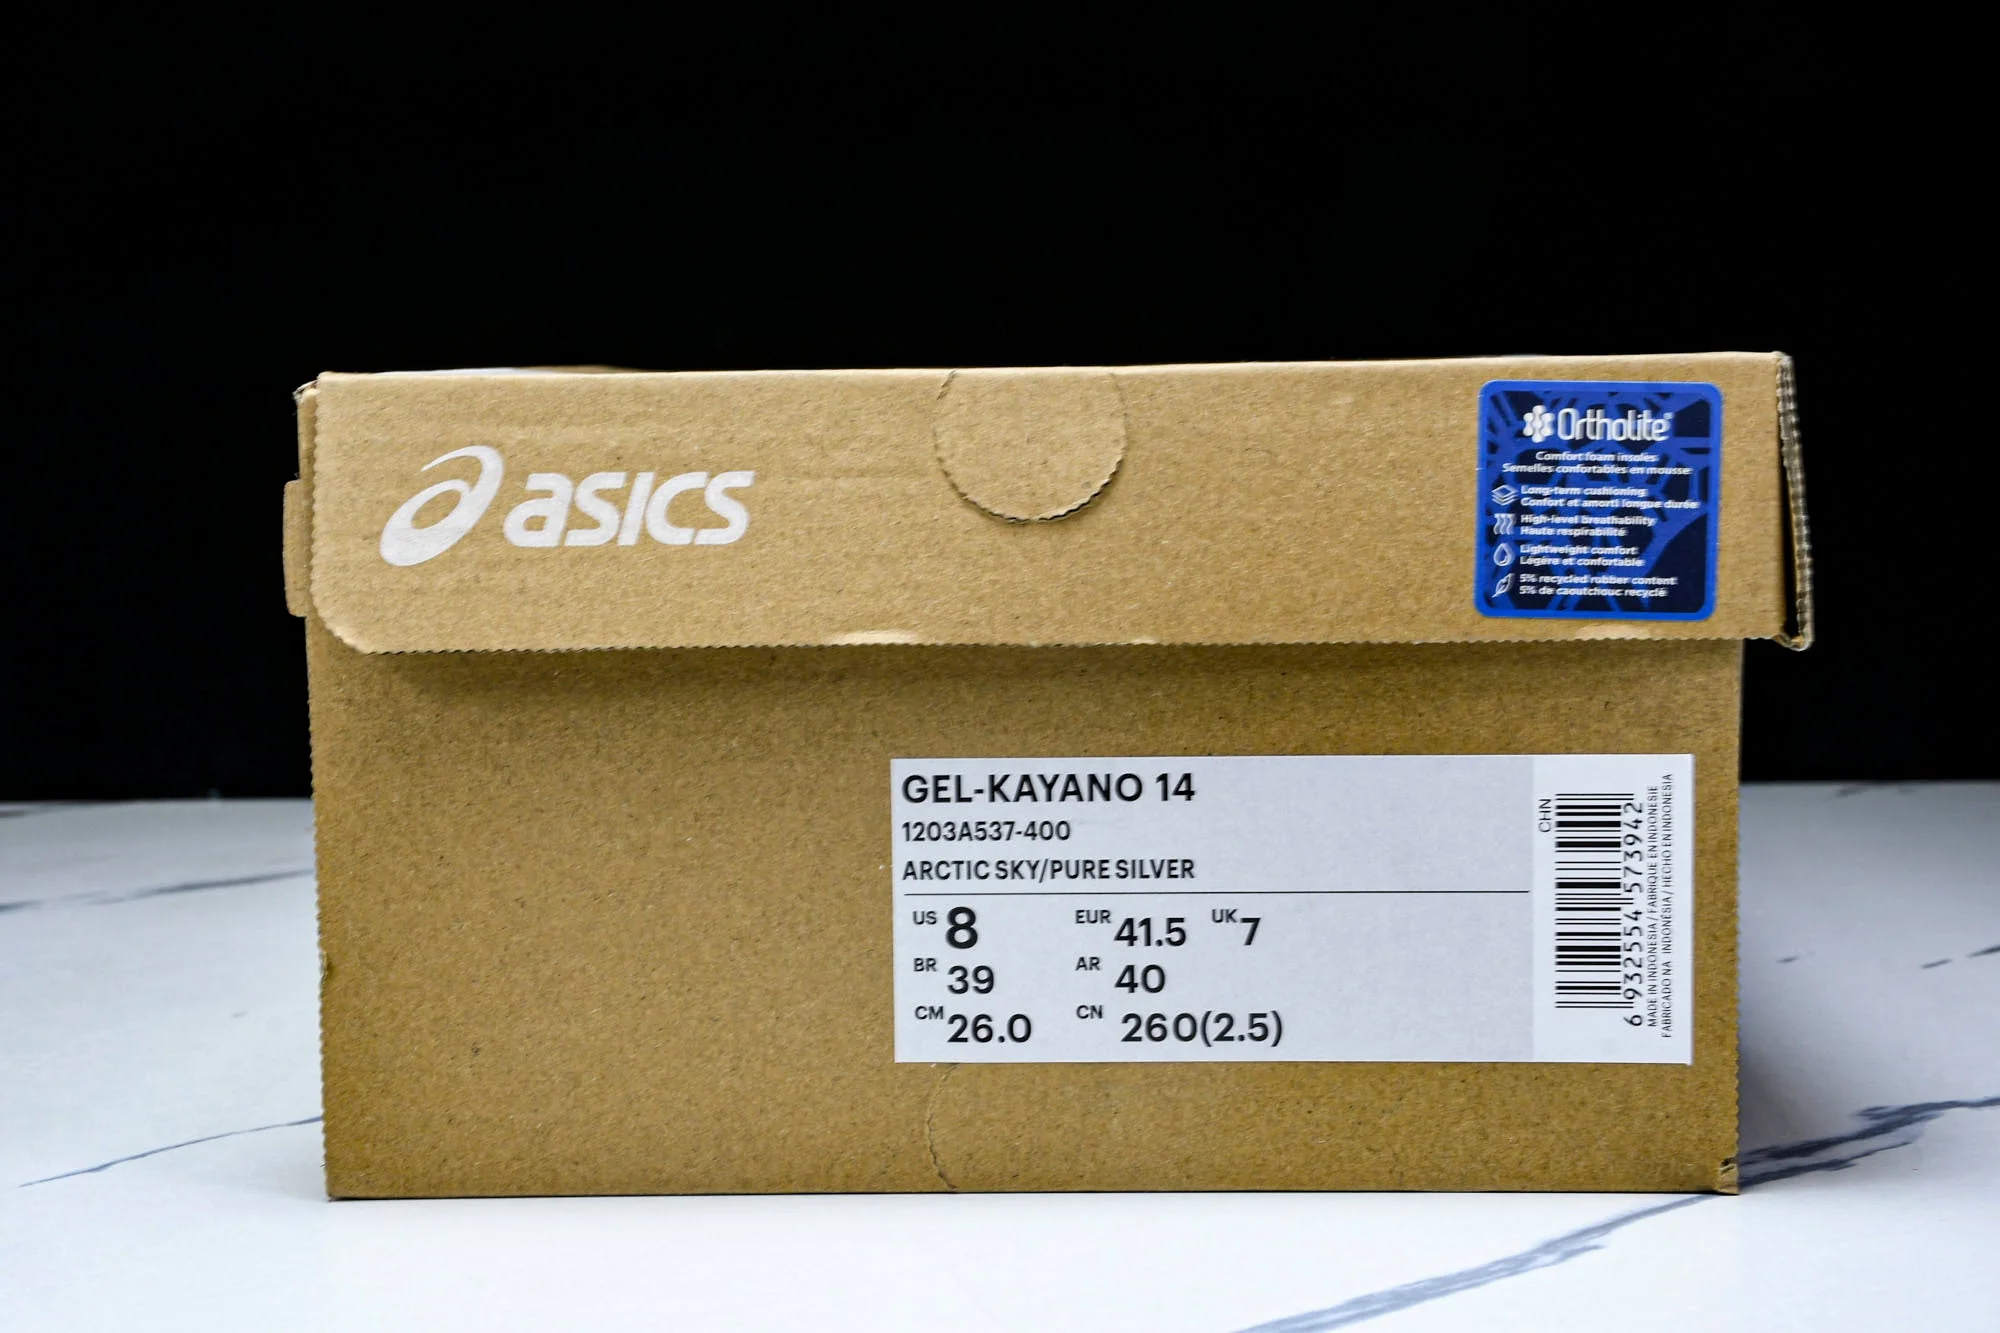 asics
OrthoLite®
Comfort foam insoles
Semelles confortables en mousse
Long-term cushioning
Confort et amorti longue durée
High-level breathability
Haute respirabilité
Lightweight comfort
Légère et confortable
5% recycled rubber content
5% de caoutchouc recyclé
GEL-KAYANO 14
1203A537-400
ARCTIC SKY/PURE SILVER
US 8 EUR 41.5 UK 7
BR 39 AR 40
CM 26.0 CN 260(2.5)
CHN
6 932554 573942
MADE IN INDONESIA / FABRIQUE EN INDONESIE
FABRICADO NA INDONÉSIA / HECHO EN INDONESIA